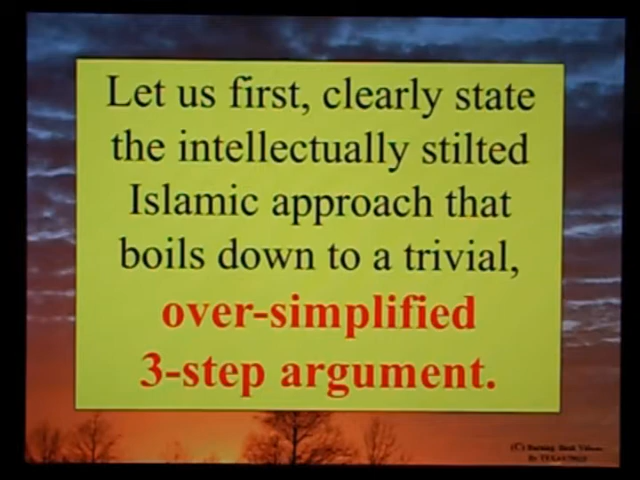 Let us first, clearly state
the intellectually stilted
Islamic approach that
boils down to a trivial,
over-simplified
3-step argument.